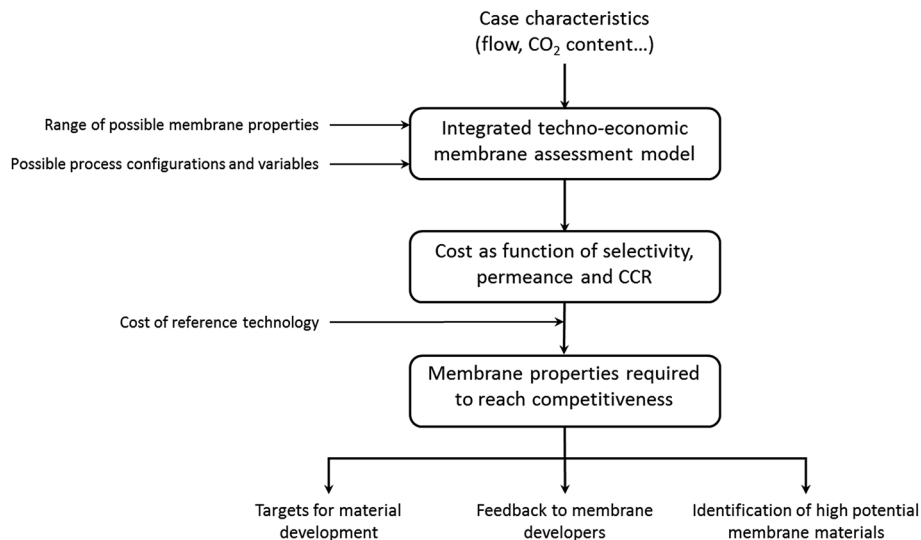 Case characteristics
(flow, CO₂ content...)
Range of possible membrane properties
Possible process configurations and variables
Integrated techno-economic
membrane assessment model
Cost as function of selectivity,
permeance and CCR
Cost of reference technology
Membrane properties required
to reach competitiveness
Targets for material
development
Feedback to membrane
developers
Identification of high potential
membrane materials